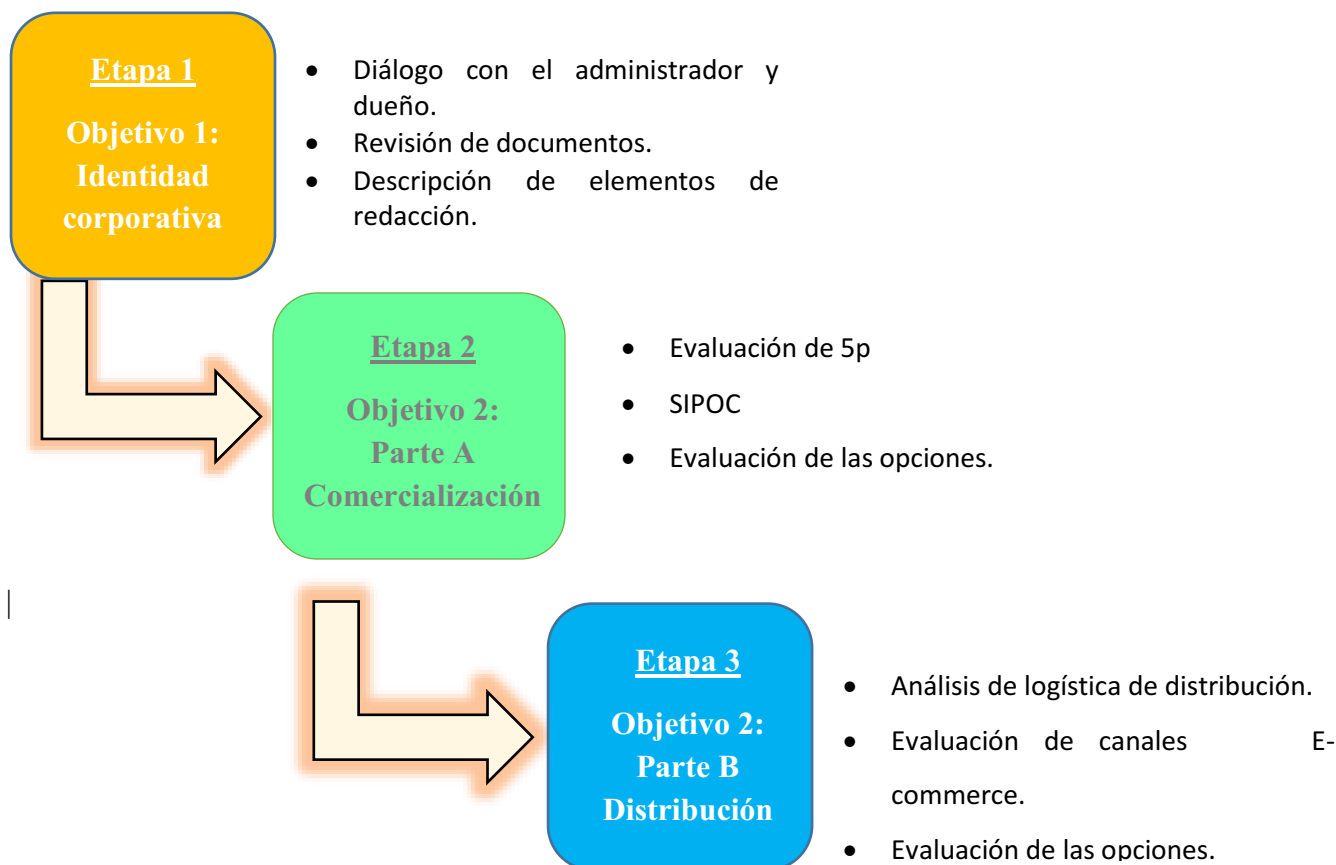 Etapa 1
Objetivo 1:
Identidad
corporativa
• Diálogo con el administrador y
dueño.
• Revisión de documentos.
• Descripción de elementos de
redacción.
Etapa 2
Objetivo 2:
Parte A
Comercialización
• Evaluación de 5p
• SIPOC
• Evaluación de las opciones.
Etapa 3
Objetivo 2:
Parte B
Distribución
• Análisis de logística de distribución.
• Evaluación de canales E-
commerce.
• Evaluación de las opciones.